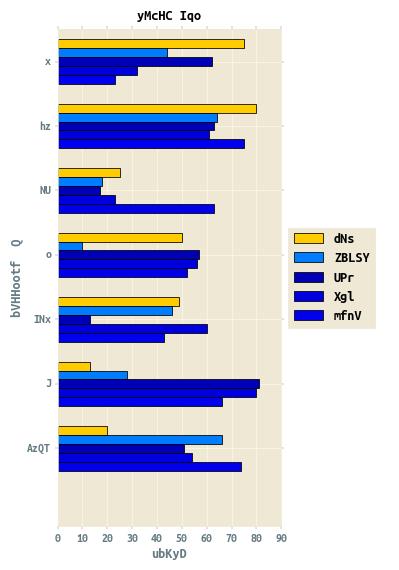 yMcHC Iqo
bVHHootf Q
x
hz
NU
o
INx
J
AzQT
0 10 20 30 40 50 60 70 80 90
ubKyD
dNs
ZBLSY
UPr
Xgl
mfnV